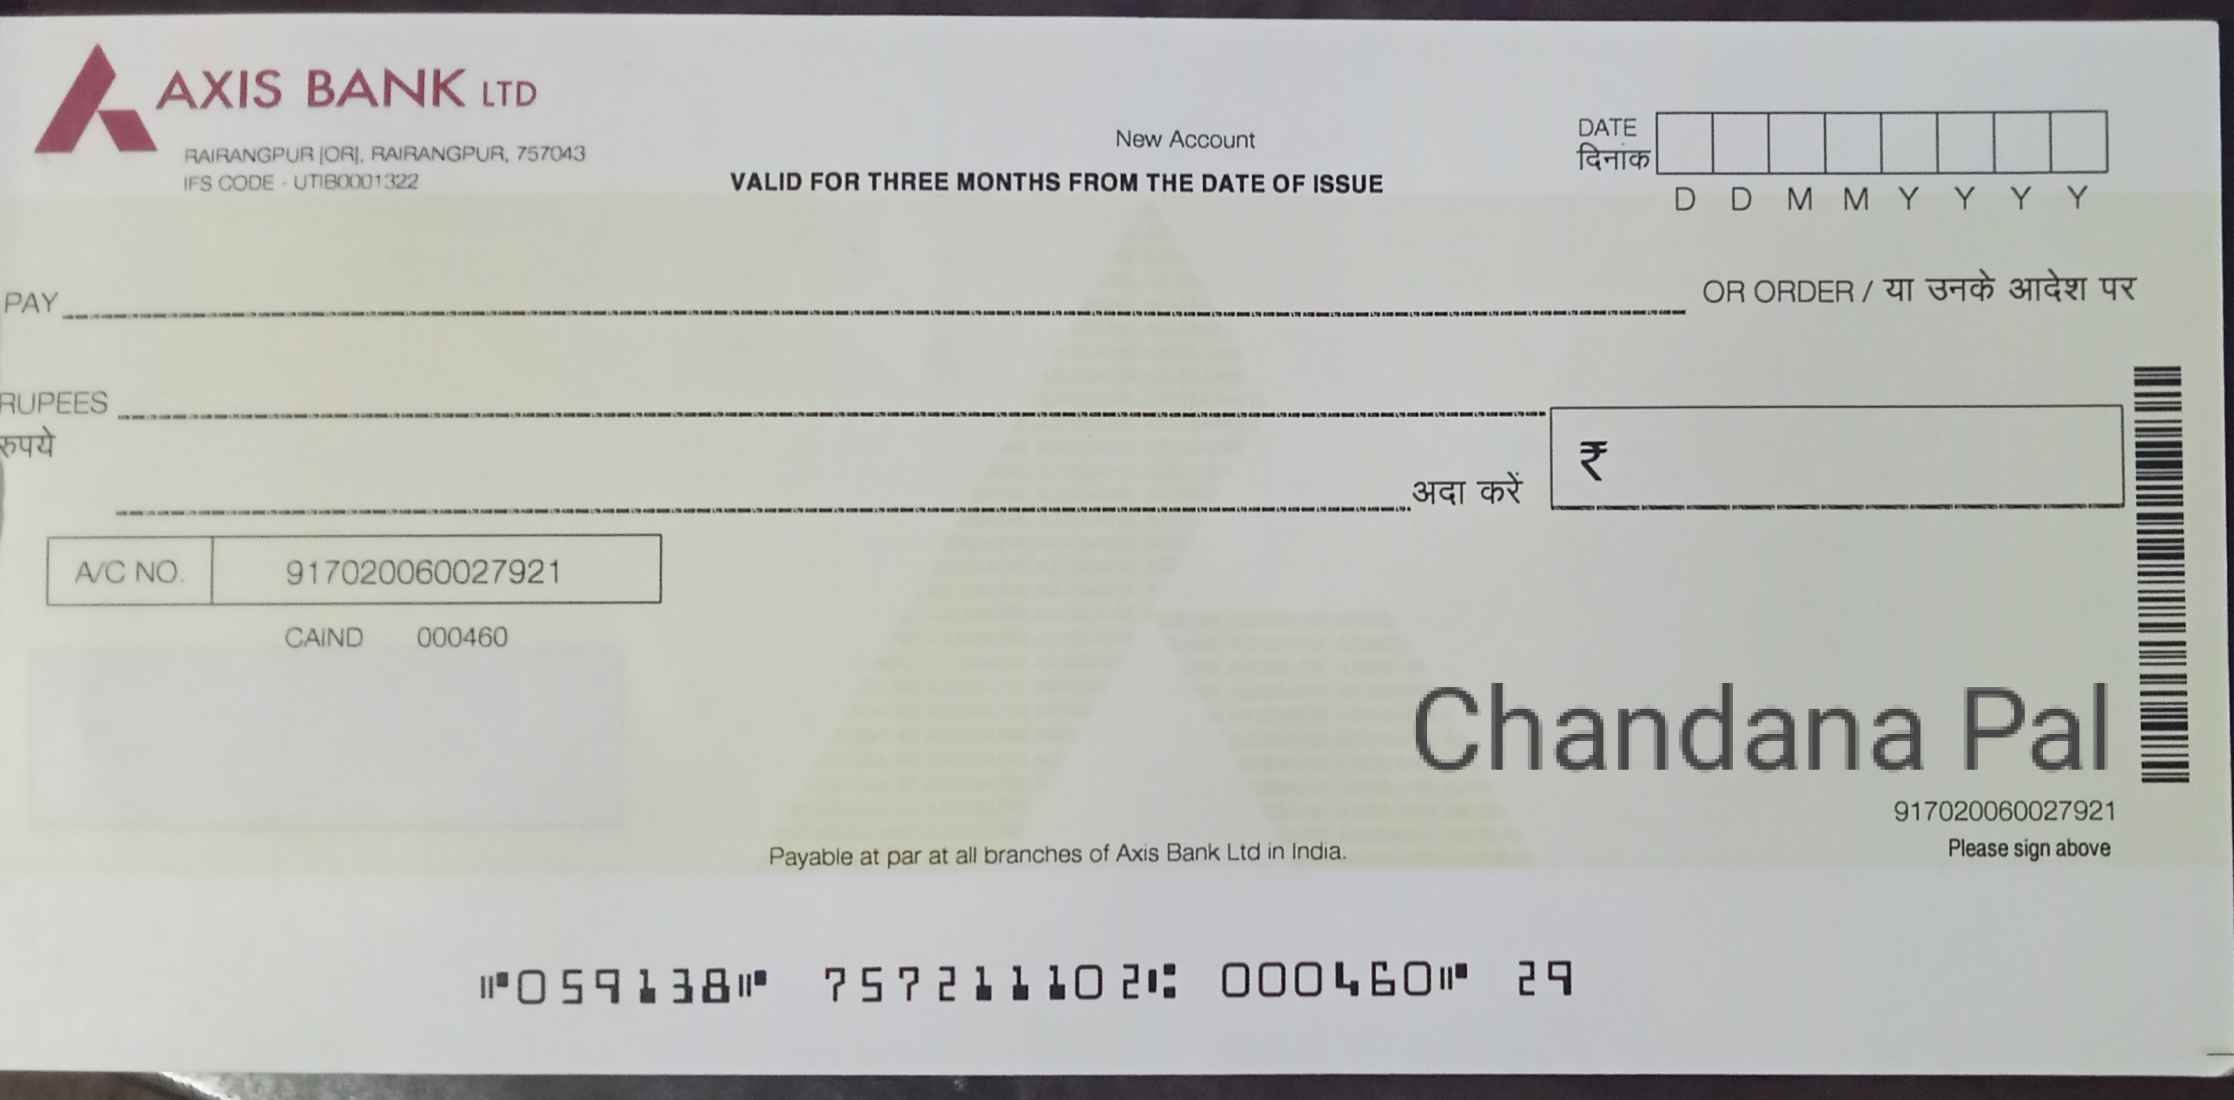 AXIS BANK LTD
RAIRANGPUR [OR], RAIRANGPUR, 757043
IFS CODE - UTIB0001322
New Account
VALID FOR THREE MONTHS FROM THE DATE OF ISSUE
DATE
दिनांक
D D M M Y Y Y Y
PAY OR ORDER / या उनके आदेश पर
RUPEES
रुपये
अदा करें ₹
A/C NO. 917020060027921
CAIND 000460
Chandana Pal
917020060027921
Please sign above
Payable at par at all branches of Axis Bank Ltd in India.
⑈059138⑈ 757211102⑆ 000460⑈ 29